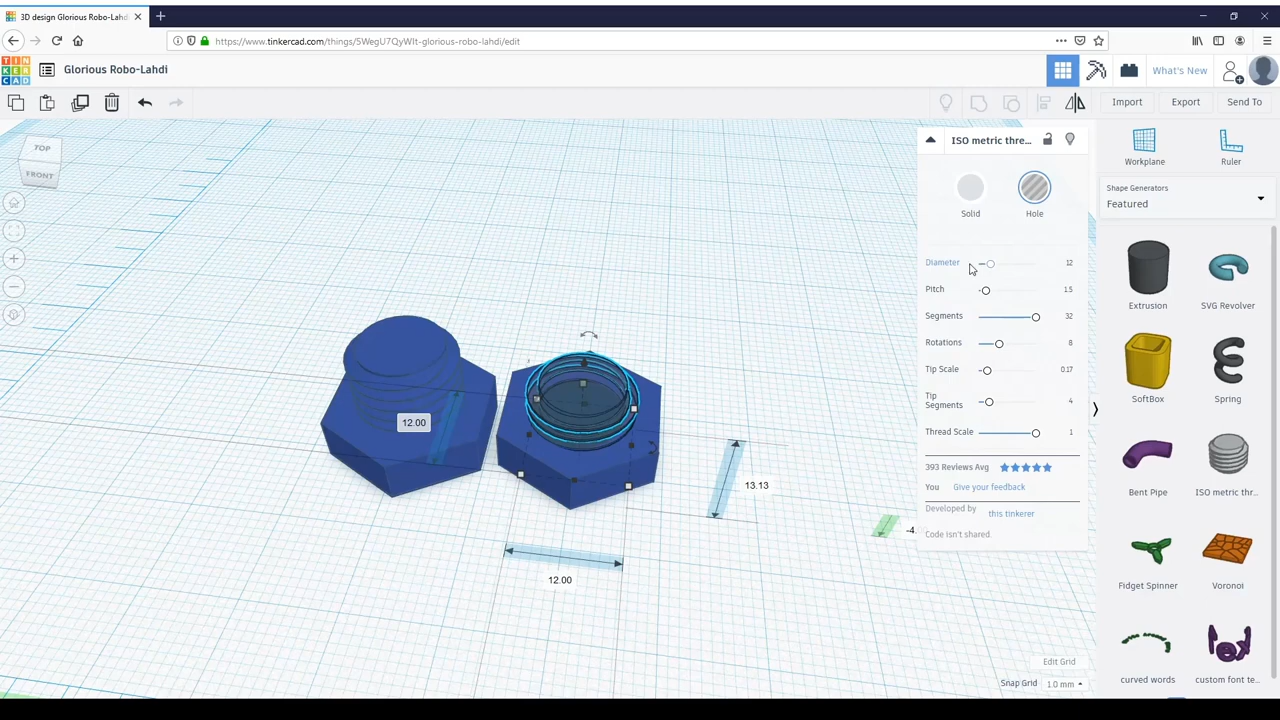 3D design Glorious Robo-Lahd
https://www.tinkercad.com/things/5WegU7QyWIt-glorious-robo-lahdi/edit
TIN
KER
CAD
Glorious Robo-Lahdi
What's New
Import
Export
Send To
TOP
FRONT
ISO metric thre...
Solid
Hole
Diameter 12
Pitch 1.5
Segments 32
Rotations 8
Tip Scale 0.17
Tip Segments 4
Thread Scale 1
393 Reviews Avg
You Give your feedback
Developed by this tinkerer
Code isn't shared.
Workplane
Ruler
Shape Generators
Featured
Extrusion
SVG Revolver
SoftBox
Spring
Bent Pipe
ISO metric thr...
Fidget Spinner
Voronoi
curved words
custom font te...
12.00
13.13
12.00
-4.
Edit Grid
Snap Grid 1.0 mm